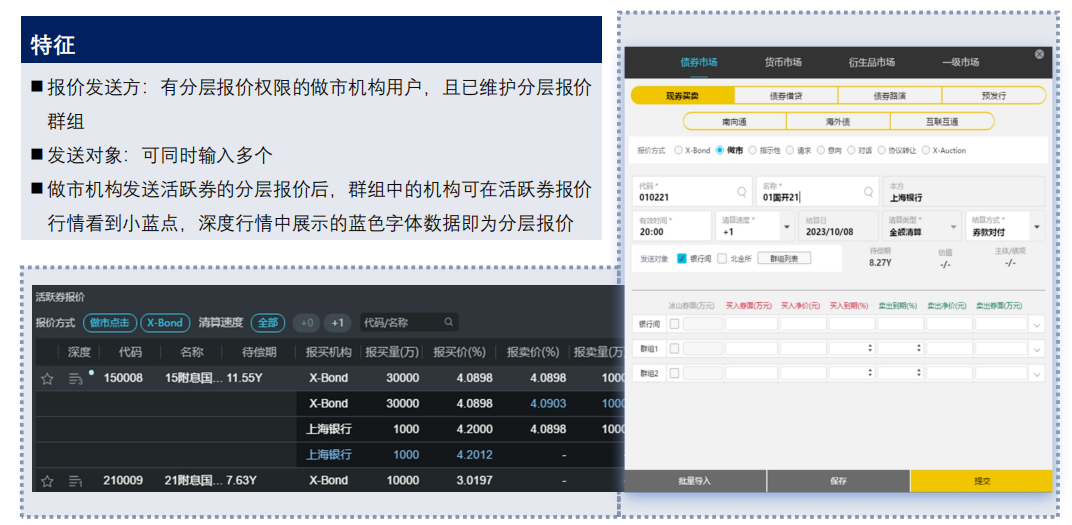 特征
■ 报价发送方：有分层报价权限的做市机构用户，且已维护分层报价
群组
■ 发送对象：可同时输入多个
■ 做市机构发送活跃券的分层报价后，群组中的机构可在活跃券报价
行情看到小蓝点，深度行情中展示的蓝色字体数据即为分层报价
活跃券报价
报价方式 做市点击 X-Bond 清算速度 全部 +0 +1 代码/名称
深度 代码 名称 待偿期 报买机构 报买量(万) 报买价(%) 报卖价(%) 报卖量(万
3 150008 15附息国... 11.55Y X-Bond 30000 4.0898 4.0898 1000
X-Bond 30000 4.0898 4.0903 1000
上海银行 1000 4.2000 4.0898 1000
上海银行 1000 4.2012 -
1 210009 21附息国... 7.63Y X-Bond 10000 3.0197 -
债券市场 货币市场 衍生品市场 一级市场
现券买卖 债券借贷 债券路演 预发行
南向通 海外债 互联互通
报价方式 X-Bond 做市 指示性 请求 意向 对话 协议转让 X-Auction
代码* 名称* 本方
010221 01国开21 上海银行
有效时间* 清算速度* 结算日 清算类型* 结算方式*
20:00 +1 2023/10/08 全额清算 券款对付
发送对象 银行间 北金所 群组列表
待偿期 估值 主体/债项
8.27Y -/- -/-
冰山券面(万元) 买入券面(万元) 买入净价(元) 买入到期(%) 卖出到期(%) 卖出净价(元) 卖出券面(万元)
银行间
群组1
群组2
批量导入 保存 提交